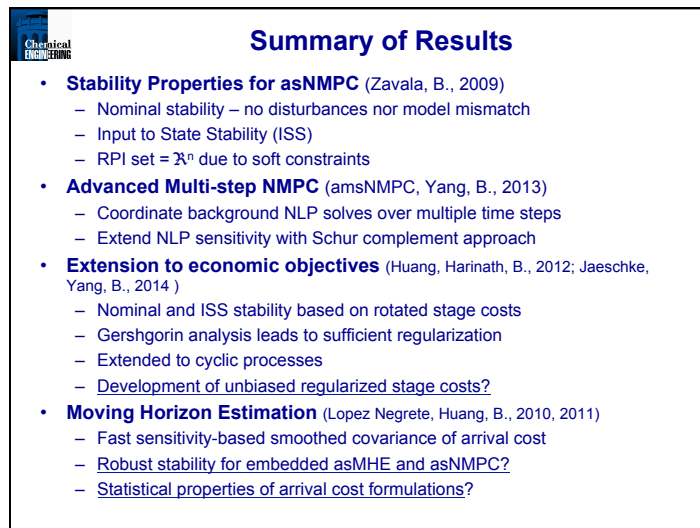 Chemical
ENGINEERING
Summary of Results
• Stability Properties for asNMPC (Zavala, B., 2009)
– Nominal stability – no disturbances nor model mismatch
– Input to State Stability (ISS)
– RPI set = ℜⁿ due to soft constraints
• Advanced Multi-step NMPC (amsNMPC, Yang, B., 2013)
– Coordinate background NLP solves over multiple time steps
– Extend NLP sensitivity with Schur complement approach
• Extension to economic objectives (Huang, Harinath, B., 2012; Jaeschke,
Yang, B., 2014 )
– Nominal and ISS stability based on rotated stage costs
– Gershgorin analysis leads to sufficient regularization
– Extended to cyclic processes
– Development of unbiased regularized stage costs?
• Moving Horizon Estimation (Lopez Negrete, Huang, B., 2010, 2011)
– Fast sensitivity-based smoothed covariance of arrival cost
– Robust stability for embedded asMHE and asNMPC?
– Statistical properties of arrival cost formulations?